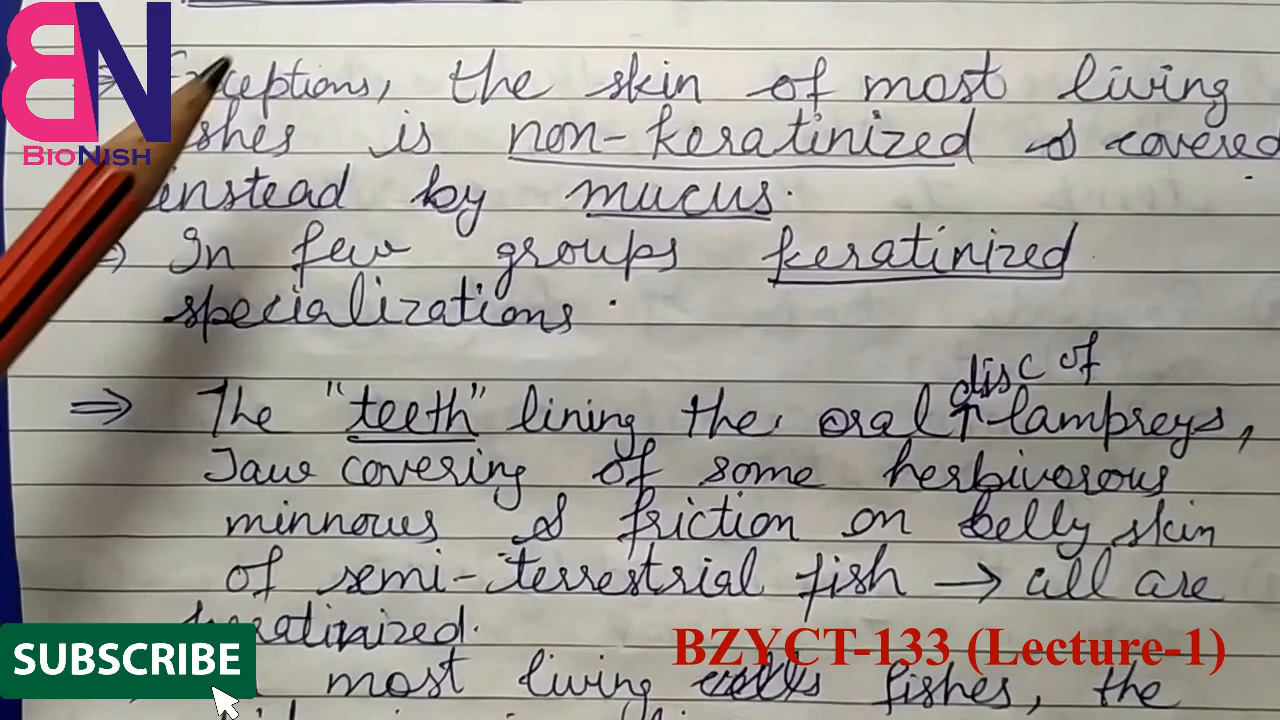 BN
BIONISH
⇒ Exceptions, the skin of most living
shes is non-keratinized & covered
instead by mucus.
⇒ In few groups keratinized
specializations.
disc of
⇒ The "teeth" lining the oral ↑ lampreys,
Jaw covering of some herbivorous
minnows & friction on belly skin
of semi-terrestrial fish → all are
keratinized.
SUBSCRIBE
BZYCT-133 (Lecture-1)
most living fishes, the